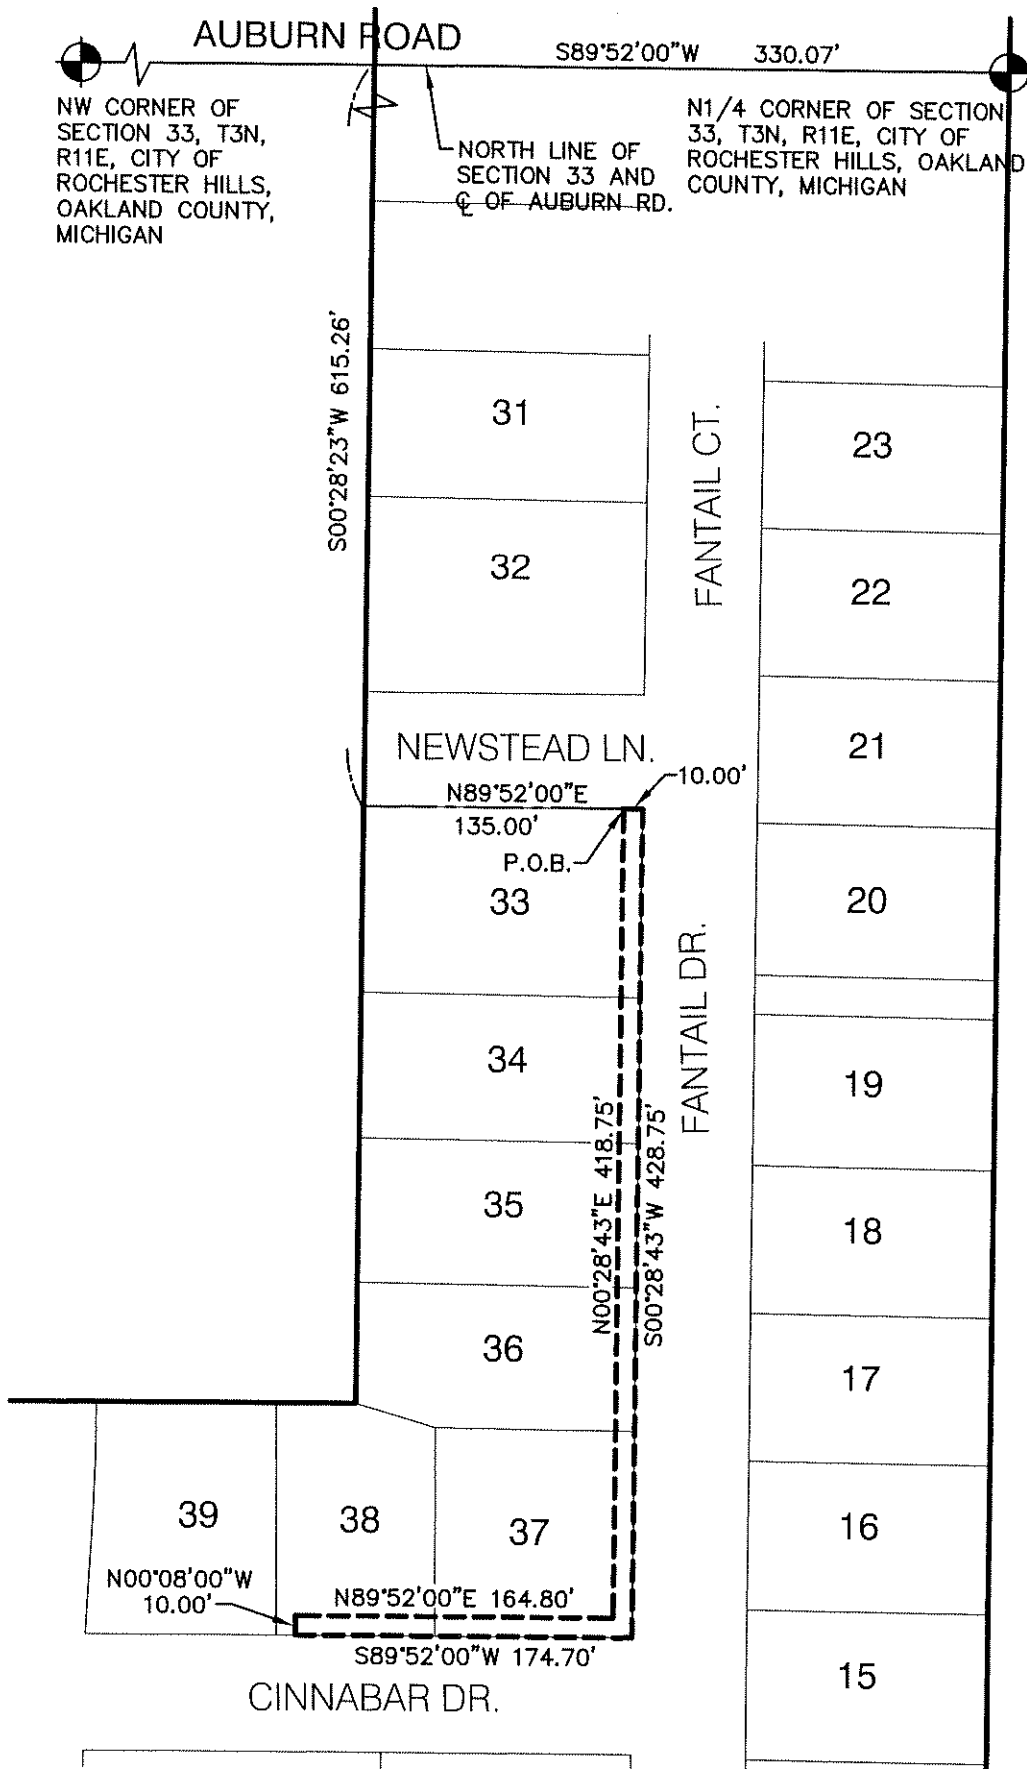 AUBURN ROAD
S89°52'00"W 330.07'
NW CORNER OF
SECTION 33, T3N,
R11E, CITY OF
ROCHESTER HILLS,
OAKLAND COUNTY,
MICHIGAN
NORTH LINE OF
SECTION 33 AND
℄ OF AUBURN RD.
N1/4 CORNER OF SECTION
33, T3N, R11E, CITY OF
ROCHESTER HILLS, OAKLAND
COUNTY, MICHIGAN
S00°28'23"W 615.26'
31
32
FANTAIL CT.
23
22
21
NEWSTEAD LN.
N89°52'00"E
135.00'
10.00'
P.O.B.
33
20
34
FANTAIL DR.
19
N00°28'43"E 418.75'
S00°28'43"W 428.75'
35
18
36
17
39
38
37
16
N00°08'00"W
10.00'
N89°52'00"E 164.80'
S89°52'00"W 174.70'
15
CINNABAR DR.